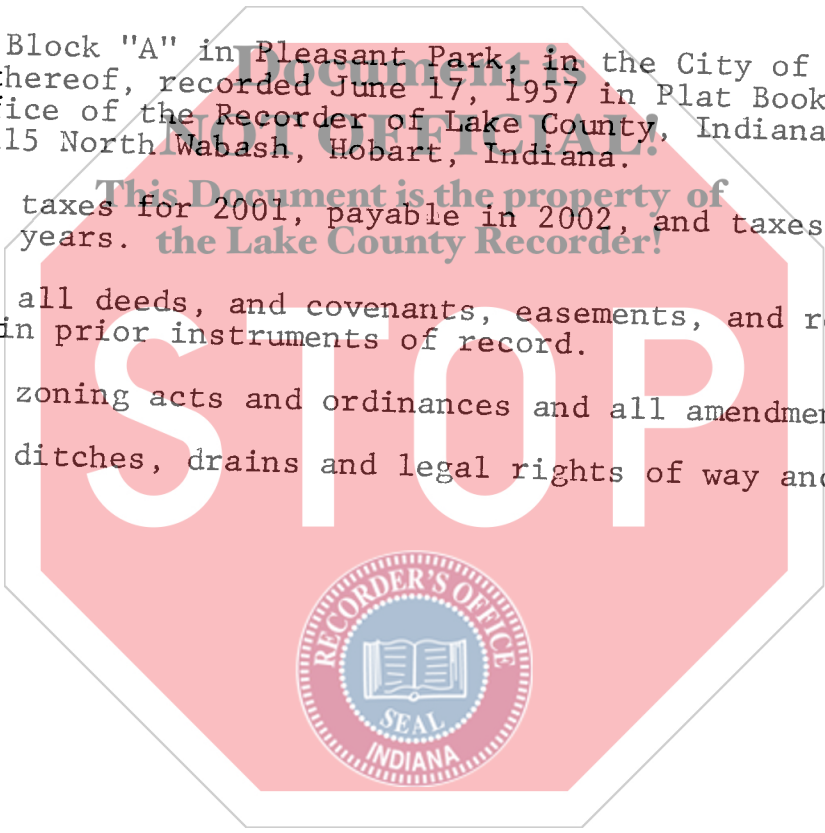 Block "A" in Pleasant Park, in the City of
thereof, recorded June 17, 1957 in Plat Book
fice of the Recorder of Lake County, Indiana
15 North Wabash, Hobart, Indiana.
Document is
NOT OFFICIAL!
This Document is the property of
the Lake County Recorder!
taxes for 2001, payable in 2002, and taxes
years.
all deeds, and covenants, easements, and r
in prior instruments of record.
zoning acts and ordinances and all amendmen
ditches, drains and legal rights of way and
STOP
RECORDER'S OFFICE
SEAL
INDIANA